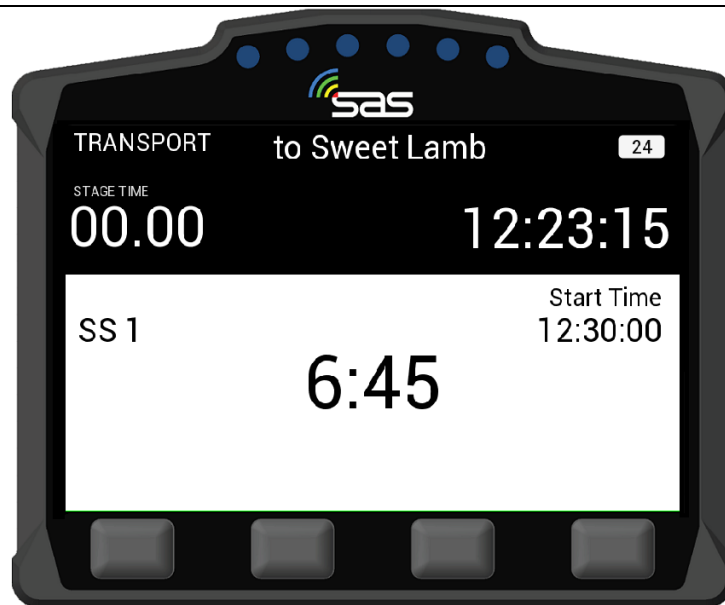 sas
TRANSPORT to Sweet Lamb 24
STAGE TIME
00.00 12:23:15
Start Time
SS 1 12:30:00
6:45